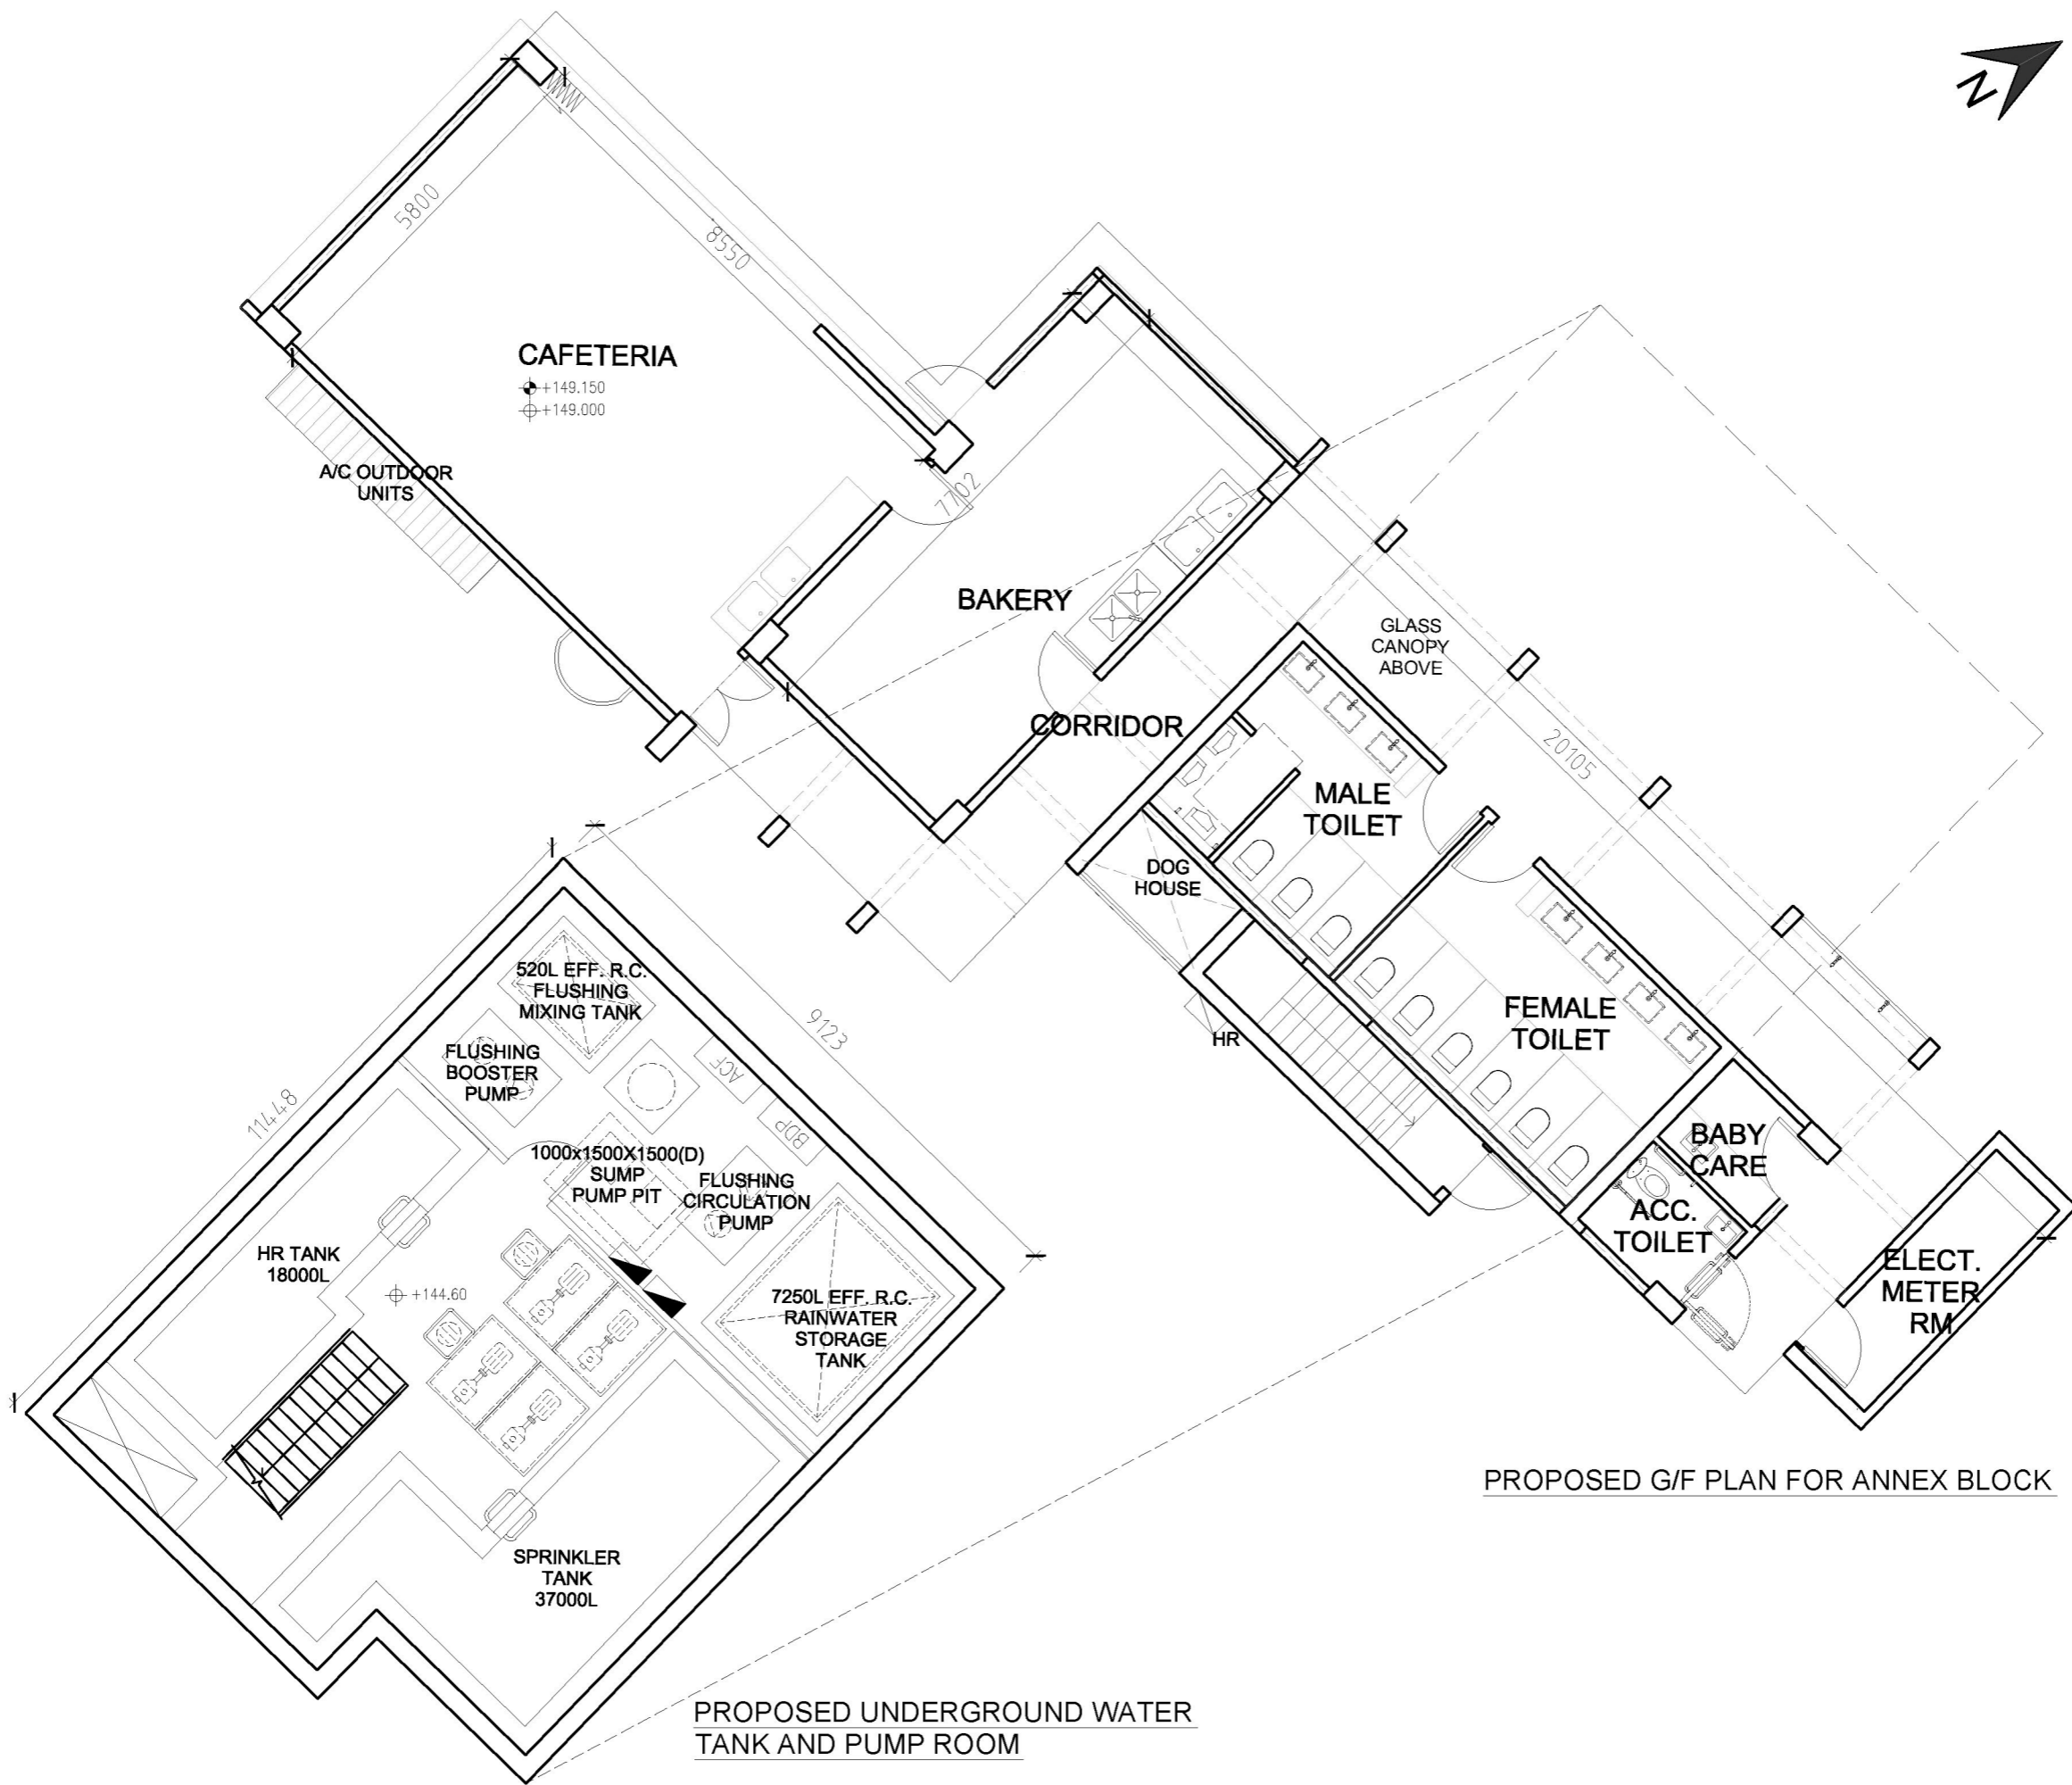 N
5800
8550
CAFETERIA
+149.150
+149.000
A/C OUTDOOR
UNITS
7702
BAKERY
GLASS
CANOPY
ABOVE
CORRIDOR
20105
MALE
TOILET
DOG
HOUSE
520L EFF. R.C.
FLUSHING
MIXING TANK
9123
FEMALE
TOILET
HR
FLUSHING
BOOSTER
PUMP
ACF
11448
BDP
1000x1500X1500(D)
SUMP
PUMP PIT
FLUSHING
CIRCULATION
PUMP
BABY
CARE
ACC.
TOILET
HR TANK
18000L
+144.60
7250L EFF. R.C.
RAINWATER
STORAGE
TANK
ELECT.
METER
RM
PROPOSED G/F PLAN FOR ANNEX BLOCK
SPRINKLER
TANK
37000L
PROPOSED UNDERGROUND WATER
TANK AND PUMP ROOM